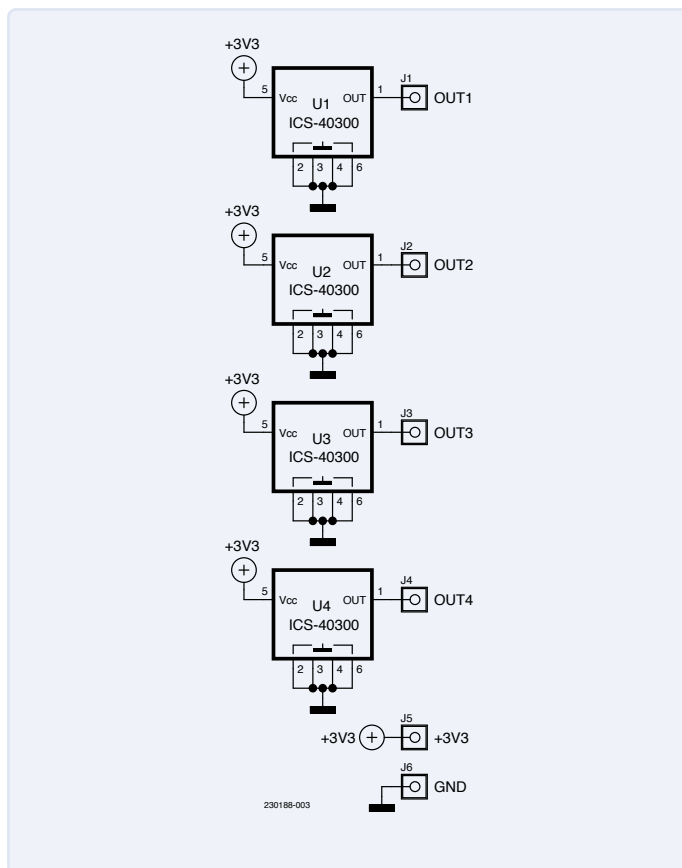 +3V3
J1
5 Vcc U1 OUT 1 OUT1
ICS-40300
2 3 4 6
+3V3
J2
5 Vcc U2 OUT 1 OUT2
ICS-40300
2 3 4 6
+3V3
J3
5 Vcc U3 OUT 1 OUT3
ICS-40300
2 3 4 6
+3V3
J4
5 Vcc U4 OUT 1 OUT4
ICS-40300
2 3 4 6
J5
+3V3 +3V3
J6
GND
230188-003